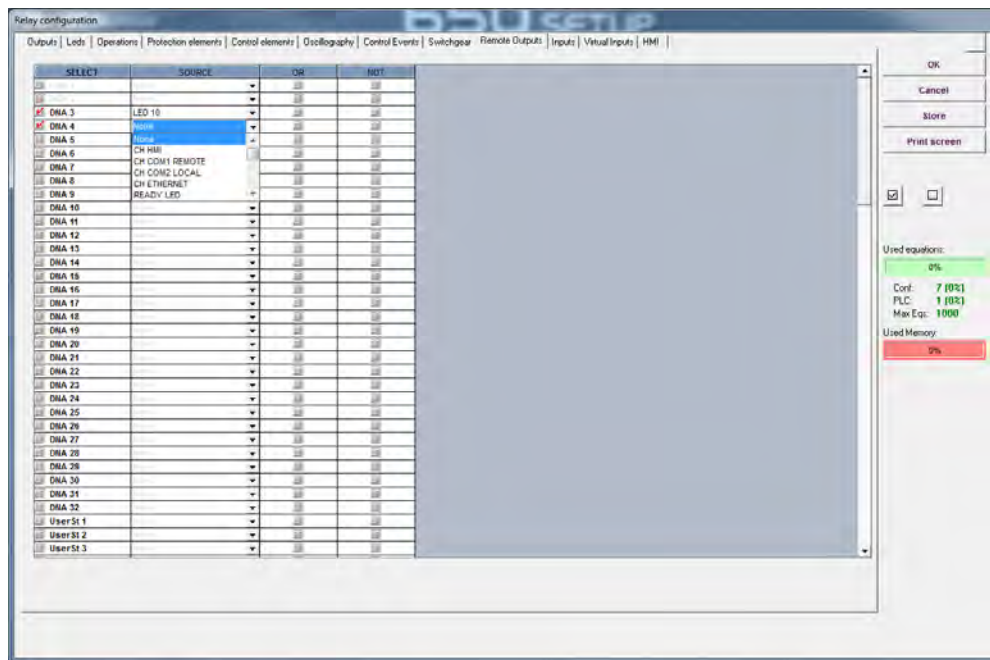 Relay configuration
650 SETUP
Outputs | Leds | Operations | Protection elements | Control elements | Oscillography | Control Events | Switchgear | Remote Outputs | Inputs | Virtual Inputs | HMI
SELECT SOURCE OR NOT
DNA 3 LED 10
DNA 4 None
DNA 5 None
DNA 6 CH HMI
DNA 7 CH COM1 REMOTE
DNA 8 CH COM2 LOCAL
CH ETHERNET
DNA 9 READY LED
DNA 10
DNA 11
DNA 12
DNA 13
DNA 14
DNA 15
DNA 16
DNA 17
DNA 18
DNA 19
DNA 20
DNA 21
DNA 22
DNA 23
DNA 24
DNA 25
DNA 26
DNA 27
DNA 28
DNA 29
DNA 30
DNA 31
DNA 32
UserSt 1
UserSt 2
UserSt 3
OK
Cancel
Store
Print screen
Used equations:
0%
Conf: 7 (0%)
PLC: 1 (0%)
Max Eqs: 1000
Used Memory:
0%